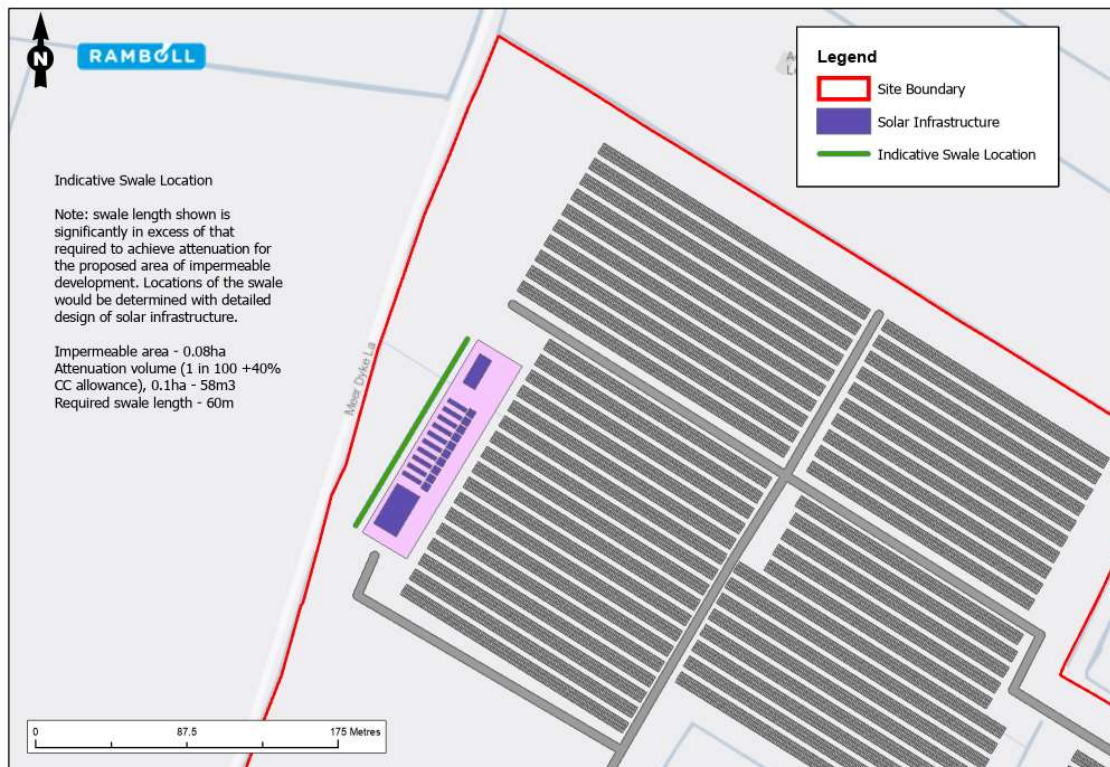 N
RAMBOLL
Indicative Swale Location
Note: swale length shown is
significantly in excess of that
required to achieve attenuation for
the proposed area of impermeable
development. Locations of the swale
would be determined with detailed
design of solar infrastructure.
Impermeable area - 0.08ha
Attenuation volume (1 in 100 +40%
CC allowance), 0.1ha - 58m3
Required swale length - 60m
Meer Dyke La
Legend
Site Boundary
Solar Infrastructure
Indicative Swale Location
0 87.5 175 Metres